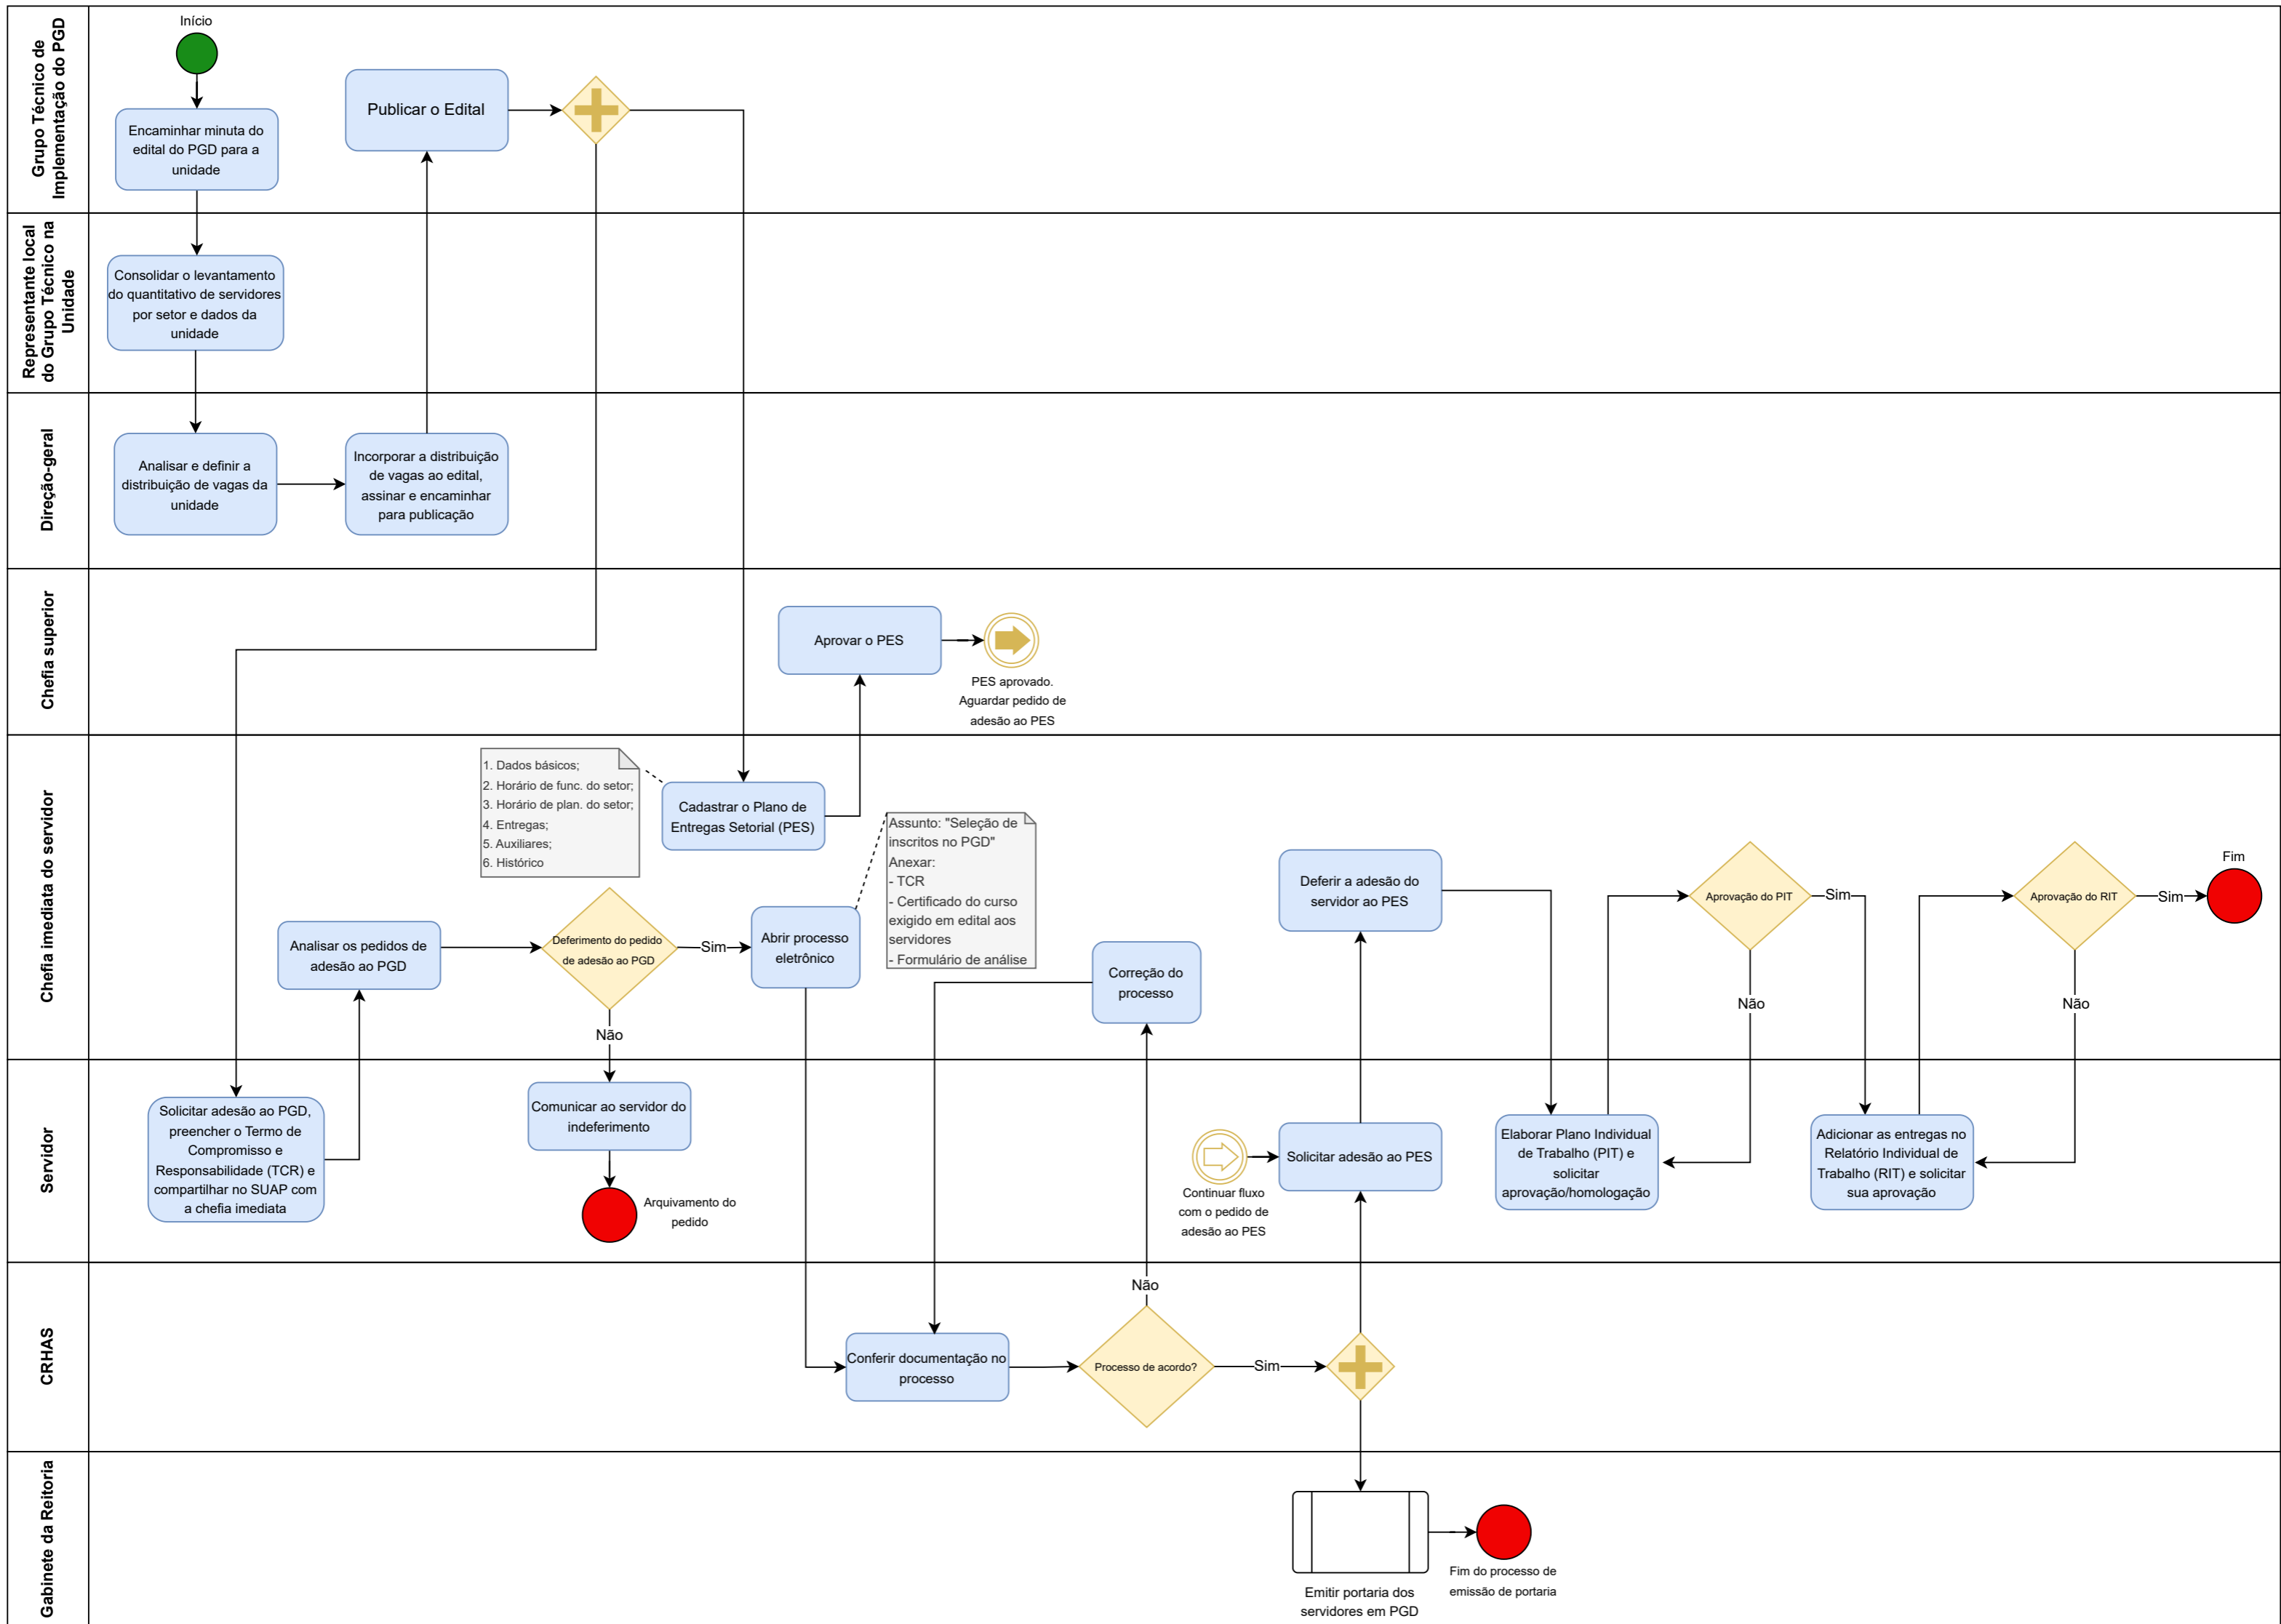 Grupo Técnico de
Implementação do PGD
Início
Encaminhar minuta do
edital do PGD para a
unidade
Publicar o Edital
Representante local
do Grupo Técnico na
Unidade
Consolidar o levantamento
do quantitativo de servidores
por setor e dados da
unidade
Direção-geral
Analisar e definir a
distribuição de vagas da
unidade
Incorporar a distribuição
de vagas ao edital,
assinar e encaminhar
para publicação
Chefia superior
Aprovar o PES
PES aprovado.
Aguardar pedido de
adesão ao PES
Chefia imediata do servidor
1. Dados básicos;
2. Horário de func. do setor;
3. Horário de plan. do setor;
4. Entregas;
5. Auxiliares;
6. Histórico
Cadastrar o Plano de
Entregas Setorial (PES)
Assunto: "Seleção de
inscritos no PGD"
Anexar:
- TCR
- Certificado do curso
exigido em edital aos
servidores
- Formulário de análise
Analisar os pedidos de
adesão ao PGD
Deferimento do pedido
de adesão ao PGD
Sim
Não
Abrir processo
eletrônico
Correção do
processo
Deferir a adesão do
servidor ao PES
Aprovação do PIT
Sim
Não
Aprovação do RIT
Sim
Não
Fim
Servidor
Solicitar adesão ao PGD,
preencher o Termo de
Compromisso e
Responsabilidade (TCR) e
compartilhar no SUAP com
a chefia imediata
Comunicar ao servidor do
indeferimento
Arquivamento do
pedido
Continuar fluxo
com o pedido de
adesão ao PES
Solicitar adesão ao PES
Elaborar Plano Individual
de Trabalho (PIT) e
solicitar
aprovação/homologação
Adicionar as entregas no
Relatório Individual de
Trabalho (RIT) e solicitar
sua aprovação
CRHAS
Conferir documentação no
processo
Processo de acordo?
Não
Sim
Gabinete da Reitoria
Emitir portaria dos
servidores em PGD
Fim do processo de
emissão de portaria